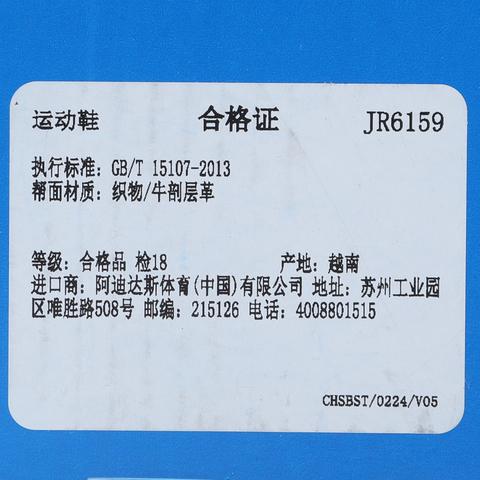 运动鞋 合格证 JR6159
执行标准: GB/T 15107-2013
帮面材质: 织物/牛剖层革
等级: 合格品 检18 产地: 越南
进口商: 阿迪达斯体育(中国)有限公司 地址: 苏州工业园
区唯胜路508号 邮编: 215126 电话: 4008801515
CHSBST/0224/V05